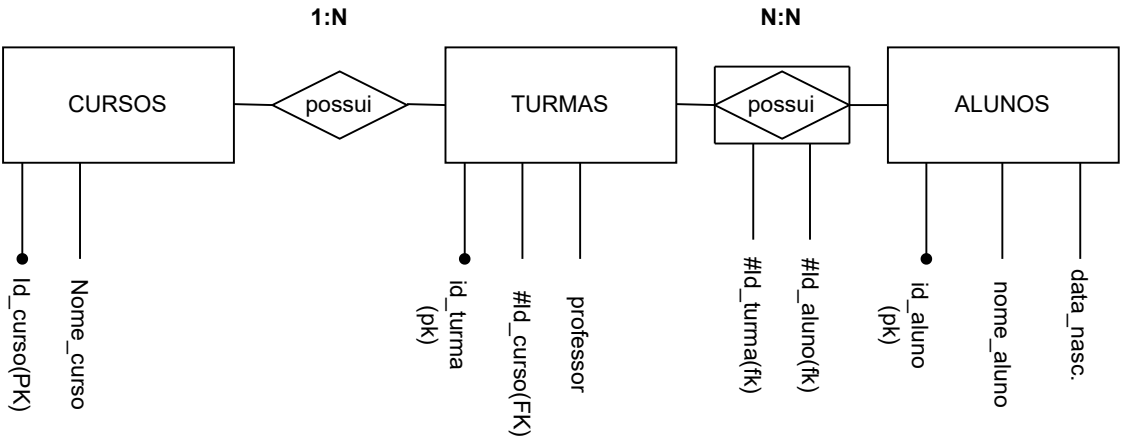 1:N
N:N
CURSOS
possui
TURMAS
possui
ALUNOS
Id_curso(PK)
Nome_curso
id_turma
(pk)
#Id_curso(FK)
professor
#Id_turma(fk)
#Id_aluno(fk)
id_aluno
(pk)
nome_aluno
data_nasc.